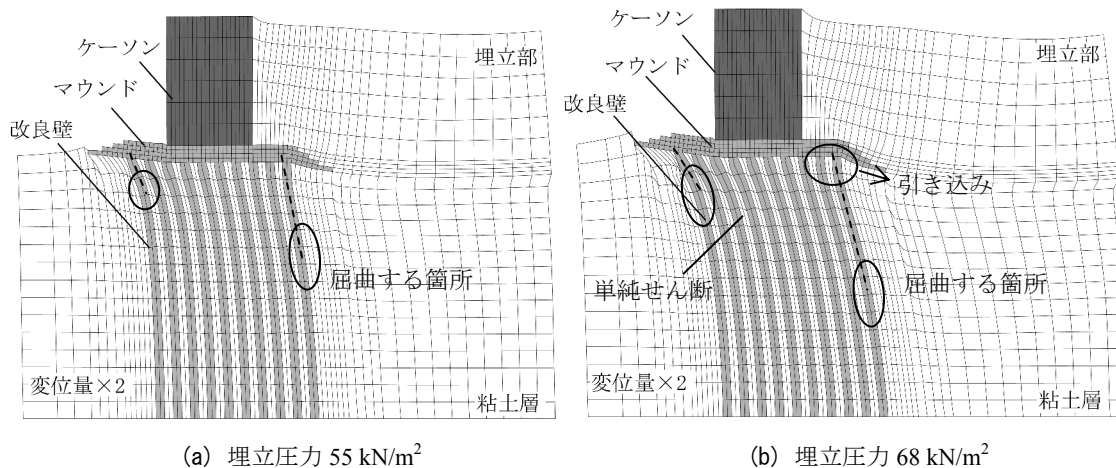 ケーソン
マウンド
改良壁
埋立部
屈曲する箇所
変位量×2
粘土層
(a) 埋立圧力 55 kN/m²
ケーソン
マウンド
改良壁
埋立部
引き込み
単純せん断
屈曲する箇所
変位量×2
粘土層
(b) 埋立圧力 68 kN/m²